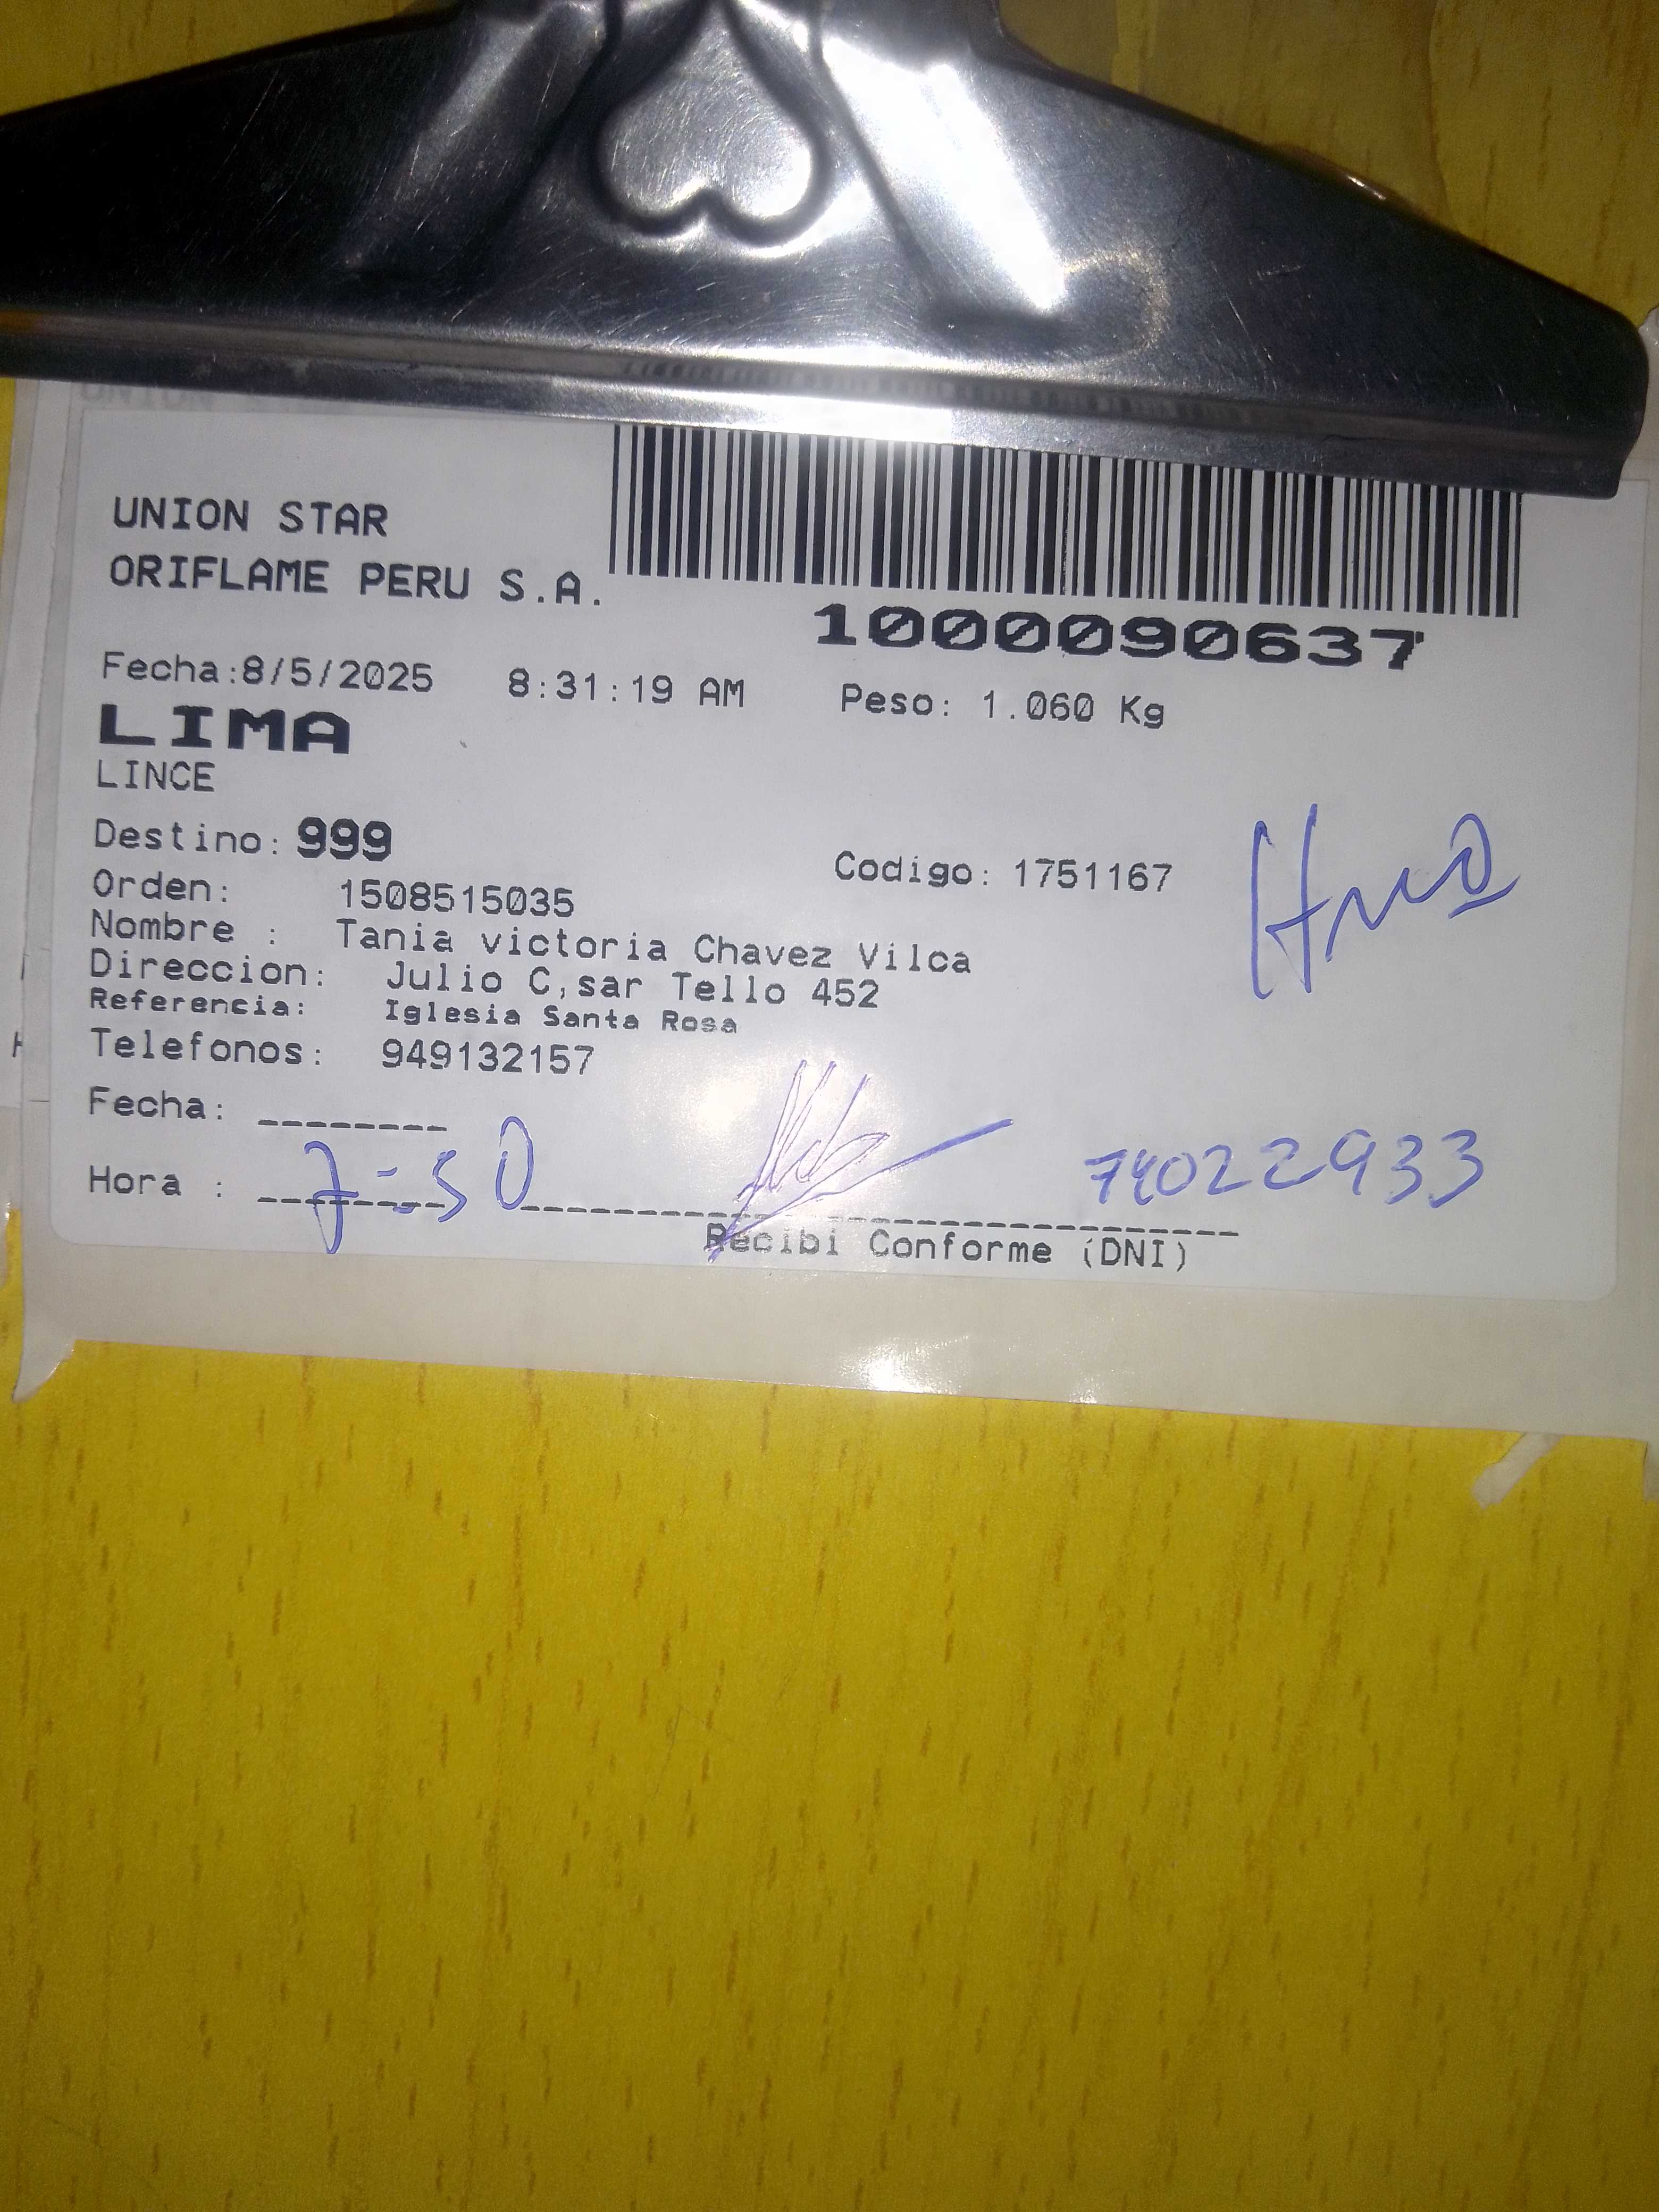 UNION STAR
ORIFLAME PERU S.A.
1000090637
Fecha:8/5/2025 8:31:19 AM Peso: 1.060 Kg
LIMA
LINCE
Destino: 999
Codigo: 1751167
Orden: 1508515035
Nombre : Tania victoria Chavez Vilca
Direccion: Julio C,sar Tello 452
Referencia: Iglesia Santa Rosa
Telefonos: 949132157
Fecha: ________
Hora : 7:50 74022933
Recibi Conforme (DNI)